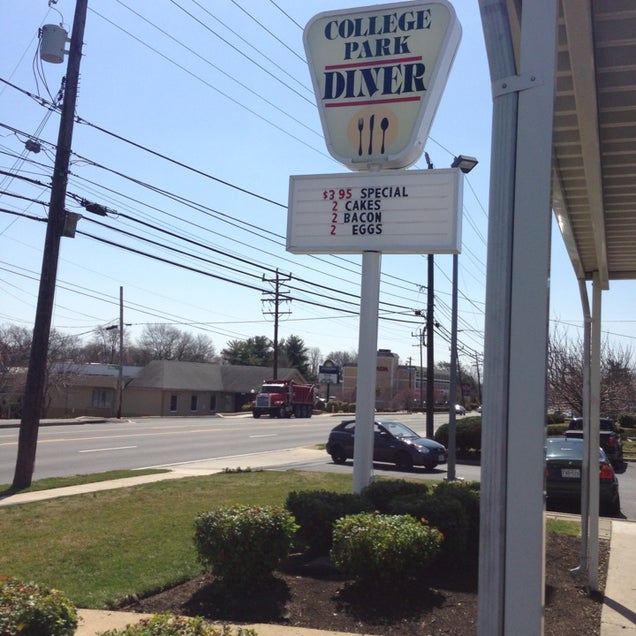 COLLEGE
PARK
DINER
$3 95 SPECIAL
2 CAKES
2 BACON
2 EGGS